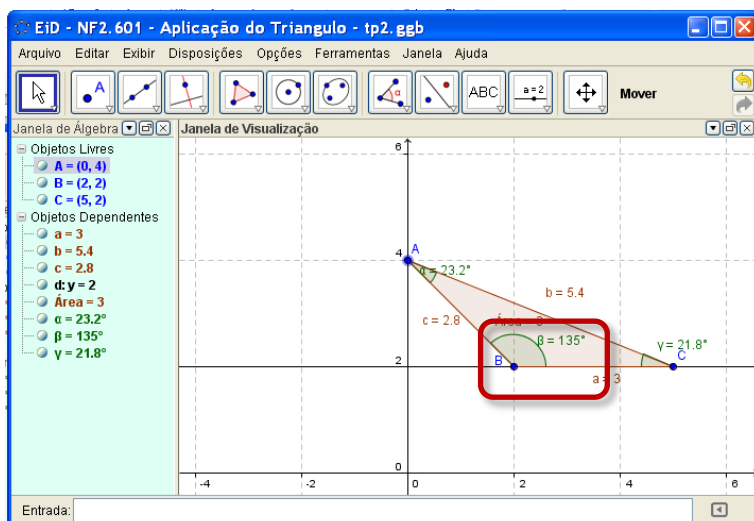 EiD - NF2.601 - Aplicação do Triangulo - tp2.ggb
Arquivo Editar Exibir Disposições Opções Ferramentas Janela Ajuda
A
α
ABC
a = 2
Mover
Janela de Álgebra
Objetos Livres
A = (0, 4)
B = (2, 2)
C = (5, 2)
Objetos Dependentes
a = 3
b = 5.4
c = 2.8
d: y = 2
Área = 3
α = 23.2°
β = 135°
γ = 21.8°
Janela de Visualização
6
4
A
α = 23.2°
b = 5.4
c = 2.8
Área = 3
β = 135°
γ = 21.8°
2
B
C
a = 3
0
-4 -2 0 2 4 6
Entrada: